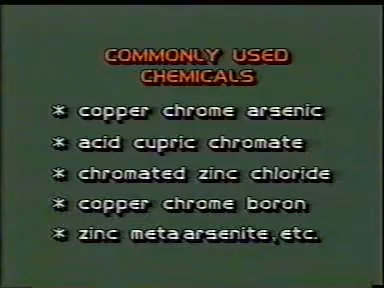 COMMONLY USED
CHEMICALS
* copper chrome arsenic
* acid cupric chromate
* chromated zinc chloride
* copper chrome boron
* zinc meta.arsenite,etc.